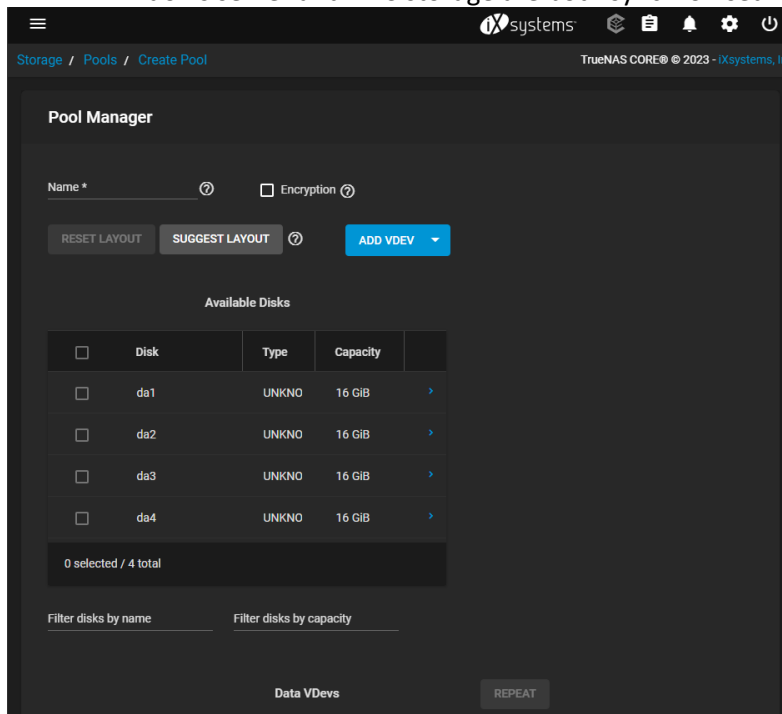 iXsystems
Storage / Pools / Create Pool
TrueNAS CORE® © 2023 - iXsystems, I
Pool Manager
Name *
Encryption
RESET LAYOUT
SUGGEST LAYOUT
ADD VDEV
Available Disks
Disk Type Capacity
da1 UNKNO 16 GiB
da2 UNKNO 16 GiB
da3 UNKNO 16 GiB
da4 UNKNO 16 GiB
0 selected / 4 total
Filter disks by name
Filter disks by capacity
Data VDevs
REPEAT